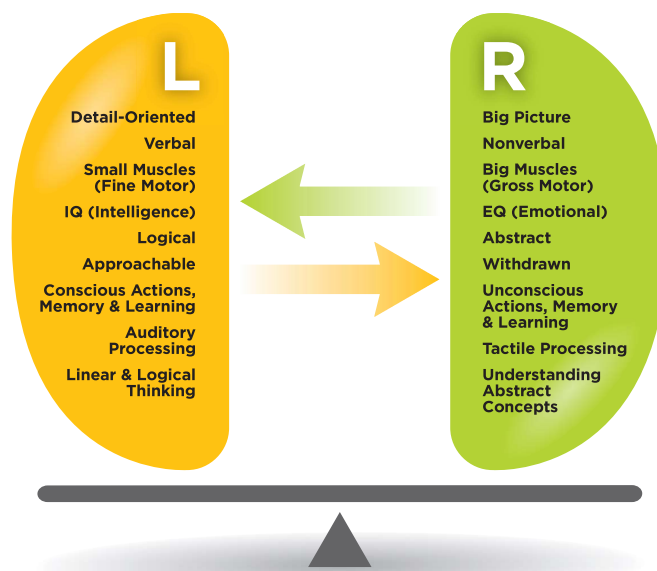 L
Detail-Oriented
Verbal
Small Muscles
(Fine Motor)
IQ (Intelligence)
Logical
Approachable
Conscious Actions,
Memory & Learning
Auditory
Processing
Linear & Logical
Thinking
R
Big Picture
Nonverbal
Big Muscles
(Gross Motor)
EQ (Emotional)
Abstract
Withdrawn
Unconscious
Actions, Memory
& Learning
Tactile Processing
Understanding
Abstract
Concepts